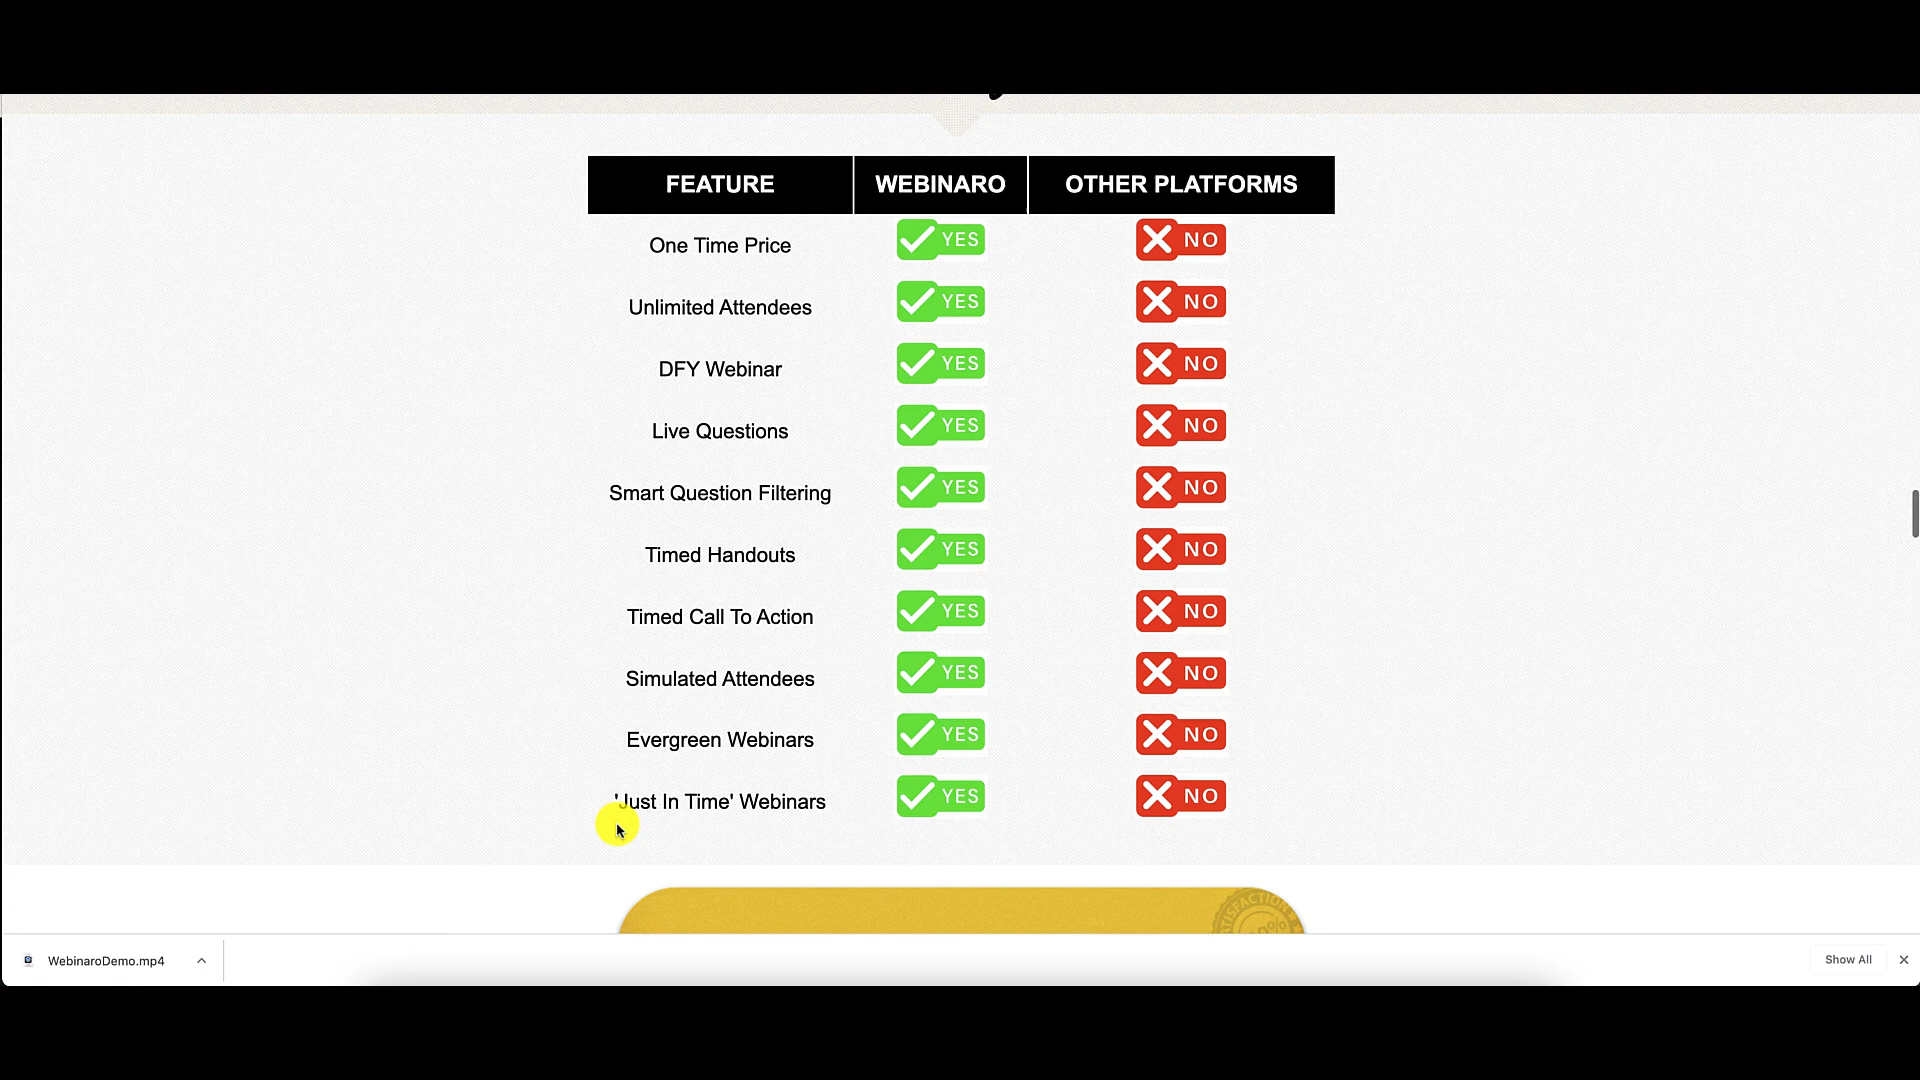 FEATURE WEBINARO OTHER PLATFORMS
One Time Price YES NO
Unlimited Attendees YES NO
DFY Webinar YES NO
Live Questions YES NO
Smart Question Filtering YES NO
Timed Handouts YES NO
Timed Call To Action YES NO
Simulated Attendees YES NO
Evergreen Webinars YES NO
'Just In Time' Webinars YES NO
WebinaroDemo.mp4 Show All